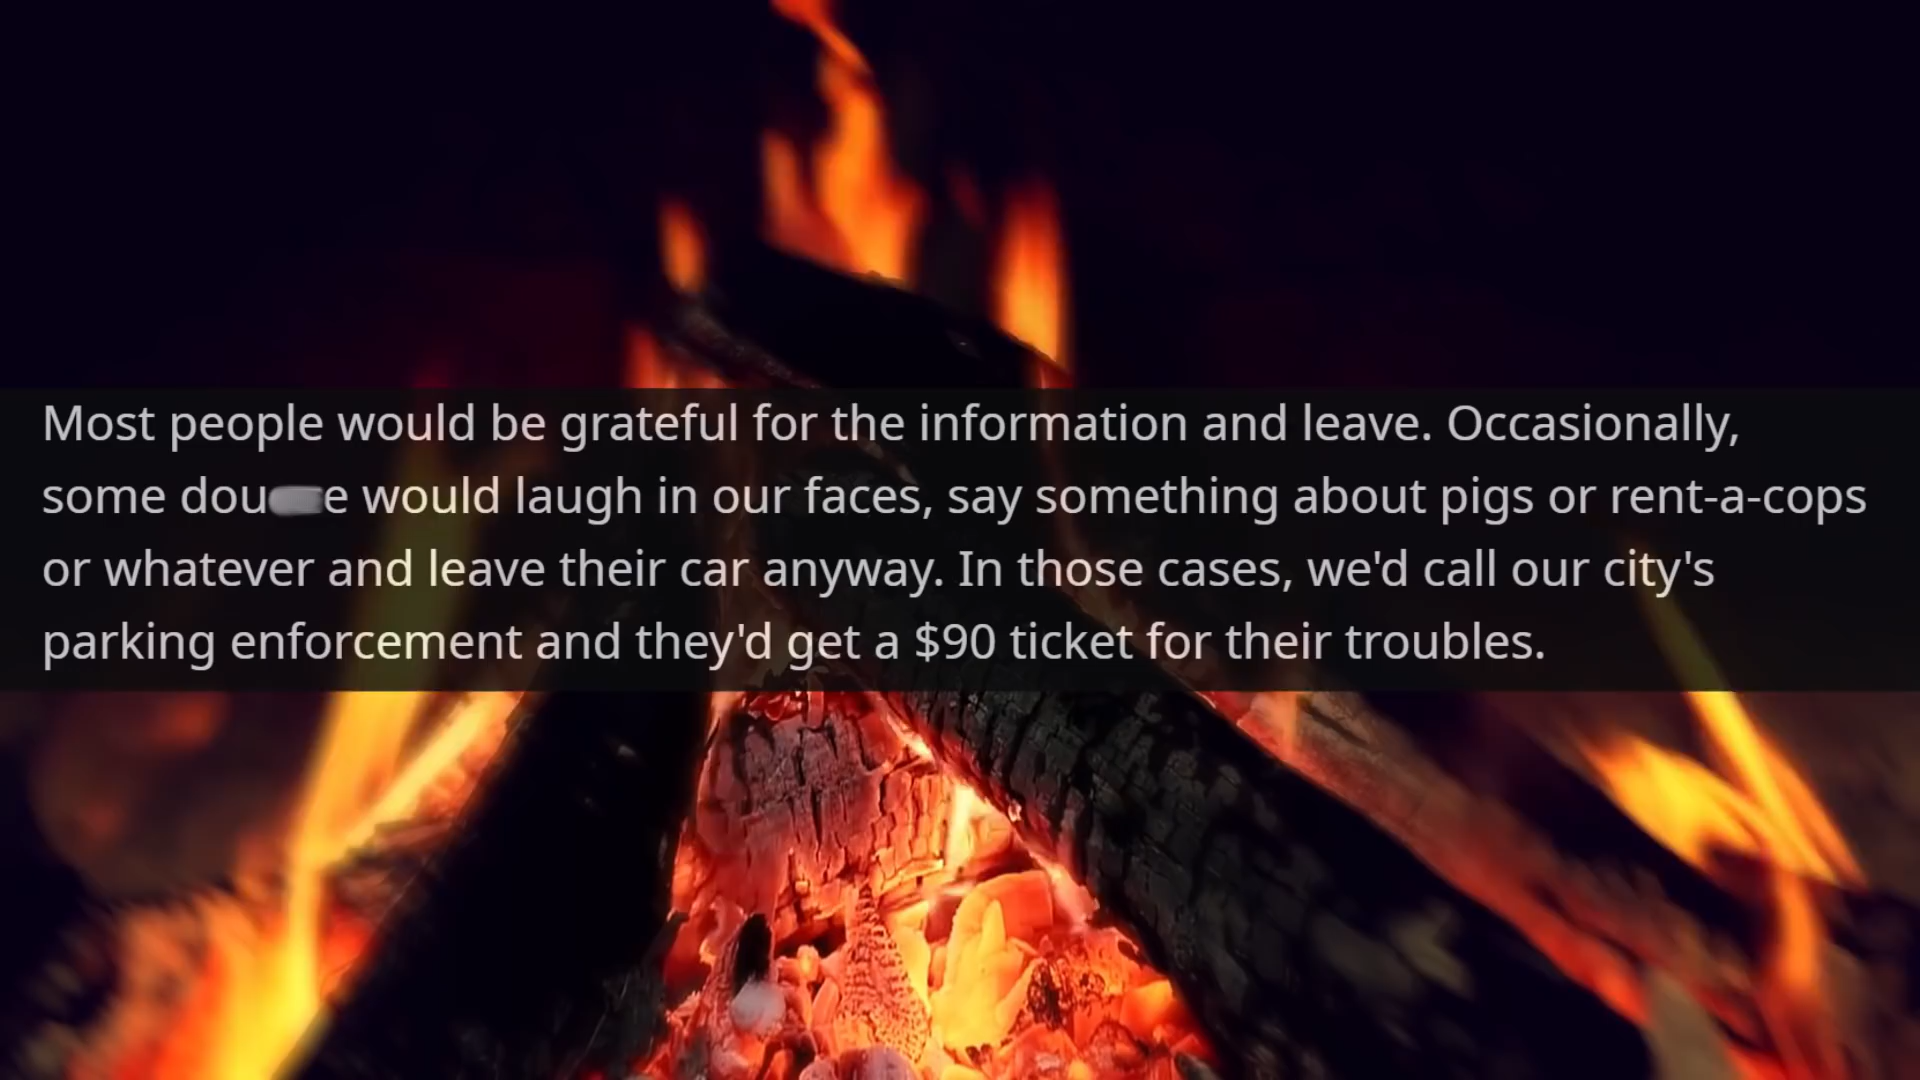 Most people would be grateful for the information and leave. Occasionally,
some would laugh in our faces, say something about pigs or rent-a-cops
or whatever and leave their car anyway. In those cases, we'd call our city's
parking enforcement and they'd get a $90 ticket for their troubles.